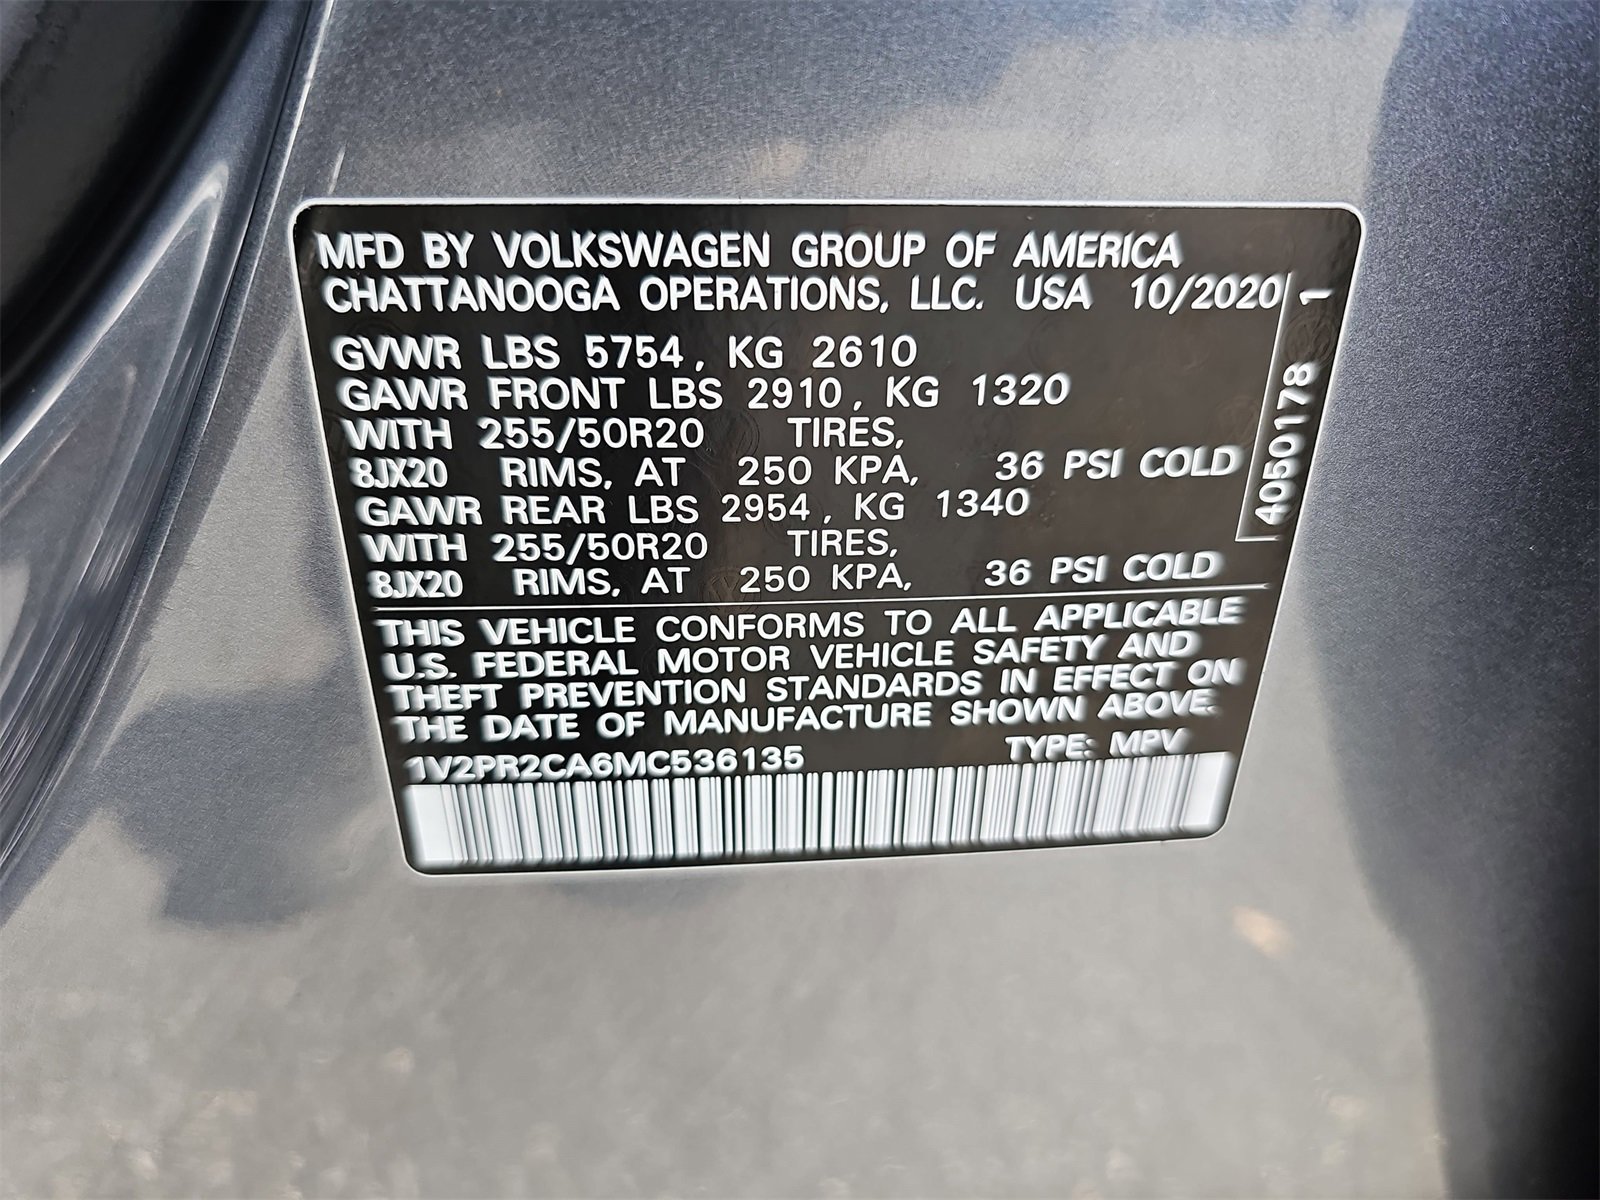 MFD BY VOLKSWAGEN GROUP OF AMERICA
CHATTANOOGA OPERATIONS, LLC. USA 10/2020
GVWR LBS 5754, KG 2610
GAWR FRONT LBS 2910, KG 1320
WITH 255/50R20 TIRES,
8JX20 RIMS, AT 250 KPA, 36 PSI COLD
GAWR REAR LBS 2954, KG 1340
WITH 255/50R20 TIRES,
8JX20 RIMS, AT 250 KPA, 36 PSI COLD
4050178 1
THIS VEHICLE CONFORMS TO ALL APPLICABLE
U.S. FEDERAL MOTOR VEHICLE SAFETY AND
THEFT PREVENTION STANDARDS IN EFFECT ON
THE DATE OF MANUFACTURE SHOWN ABOVE.
1V2PR2CA6MC536135 TYPE: MPV